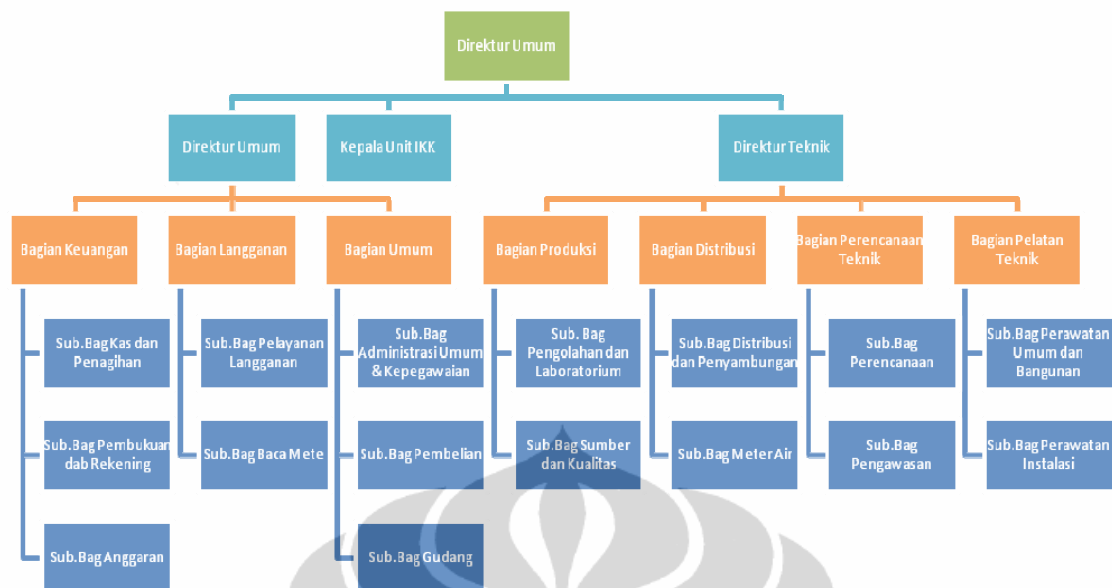 Direktur Umum
Direktur Umum
Kepala Unit IKK
Direktur Teknik
Bagian Keuangan
Bagian Langganan
Bagian Umum
Bagian Produksi
Bagian Distribusi
Bagian Perencanaan
Teknik
Bagian Pelatan
Teknik
Sub.Bag Kas dan
Penagihan
Sub.Bag Pelayanan
Langganan
Sub.Bag
Administrasi Umum
& Kepegawaian
Sub. Bag
Pengolahan dan
Laboratorium
Sub.Bag Distribusi
dan Penyambungan
Sub.Bag
Perencanaan
Sub.Bag Perawatan
Umum dan
Bangunan
Sub.Bag Pembukuan
dab Rekening
Sub.Bag Baca Mete
Sub.Bag Pembelian
Sub.Bag Sumber
dan Kualitas
Sub.Bag Meter Air
Sub.Bag
Pengawasan
Sub.Bag Perawatan
Instalasi
Sub.Bag Anggaran
Sub.Bag Gudang